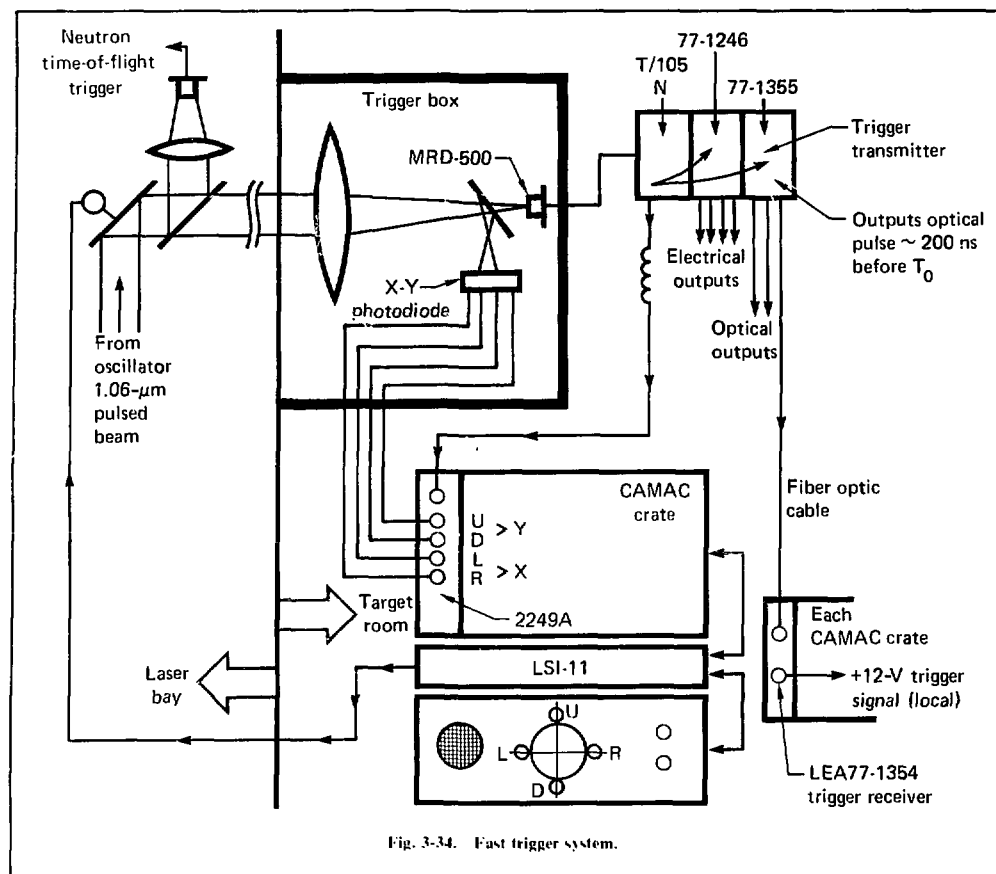 Neutron
time-of-flight
trigger
Trigger box
MRD-500
X-Y
photodiode
From
oscillator
1.06-μm
pulsed
beam
77-1246
T/105
N
77-1355
Trigger
transmitter
Outputs optical
pulse ~ 200 ns
before T0
Electrical
outputs
Optical
outputs
CAMAC
crate
U
D > Y
L
R > X
2249A
Fiber optic
cable
Target
room
Laser
bay
LSI-11
U
L R
D
Each
CAMAC crate
+12-V trigger
signal (local)
LEA77-1354
trigger receiver
Fig. 3-34. Fast trigger system.